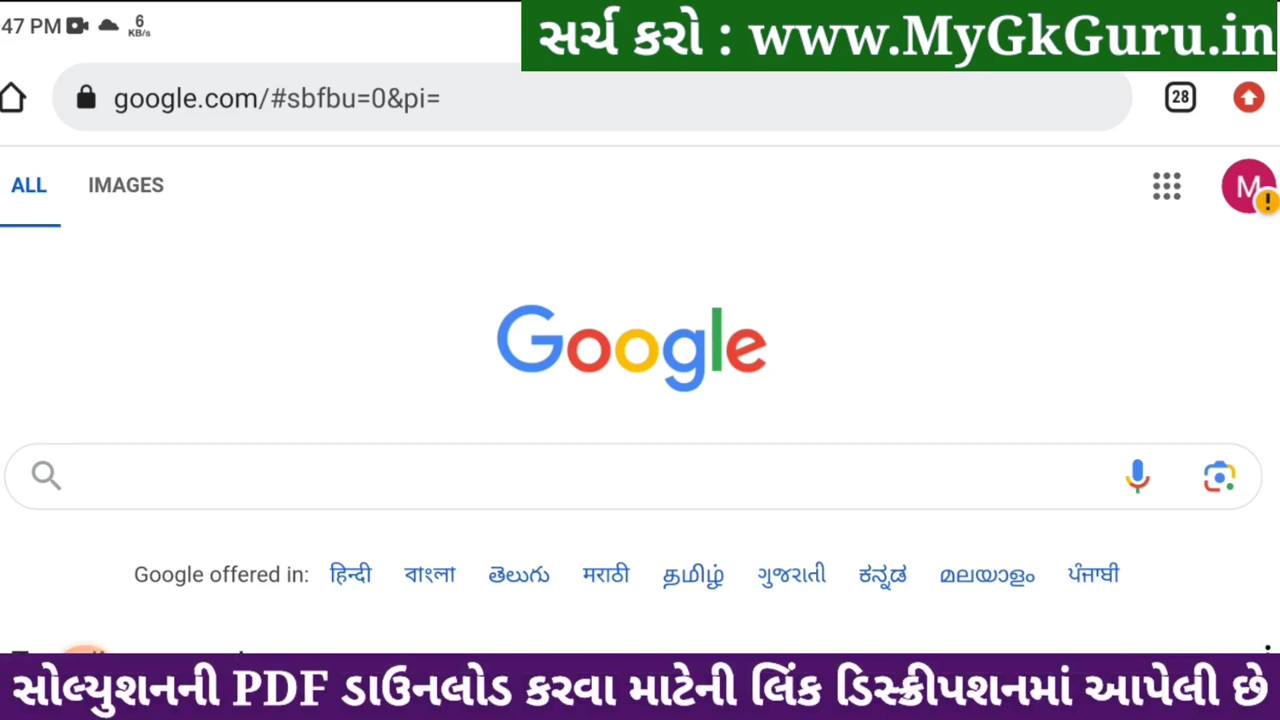 47 PM 6 KB/s
સર્ચ કરો : www.MyGkGuru.in
google.com/#sbfbu=0&pi=
28
ALL IMAGES
M
Google
Google offered in: हिन्दी বাংলা తెలుగు मराठी தமிழ் ગુજરાતી ಕನ್ನಡ മലയാളം ਪੰਜਾਬੀ
સોલ્યુશનની PDF ડાઉનલોડ કરવા માટેની લિંક ડિસ્ક્રીપશનમાં આપેલી છે